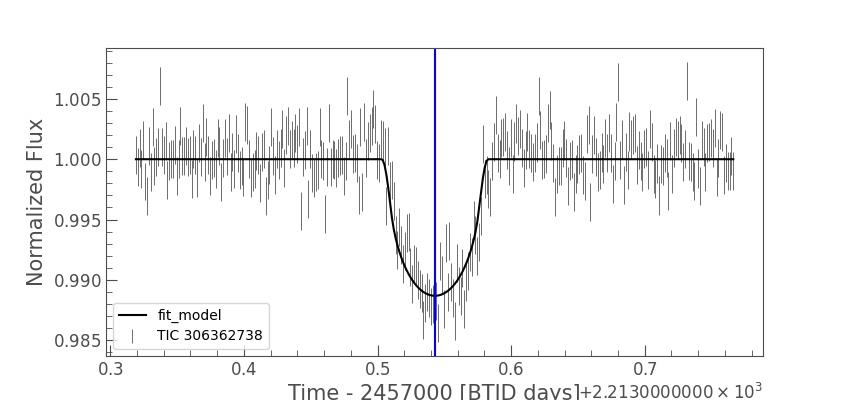 Normalized Flux
1.005
1.000
0.995
0.990
0.985
fit_model
TIC 306362738
0.3 0.4 0.5 0.6 0.7
Time - 2457000 [BTJD days]
+2.2130000000 × 10³